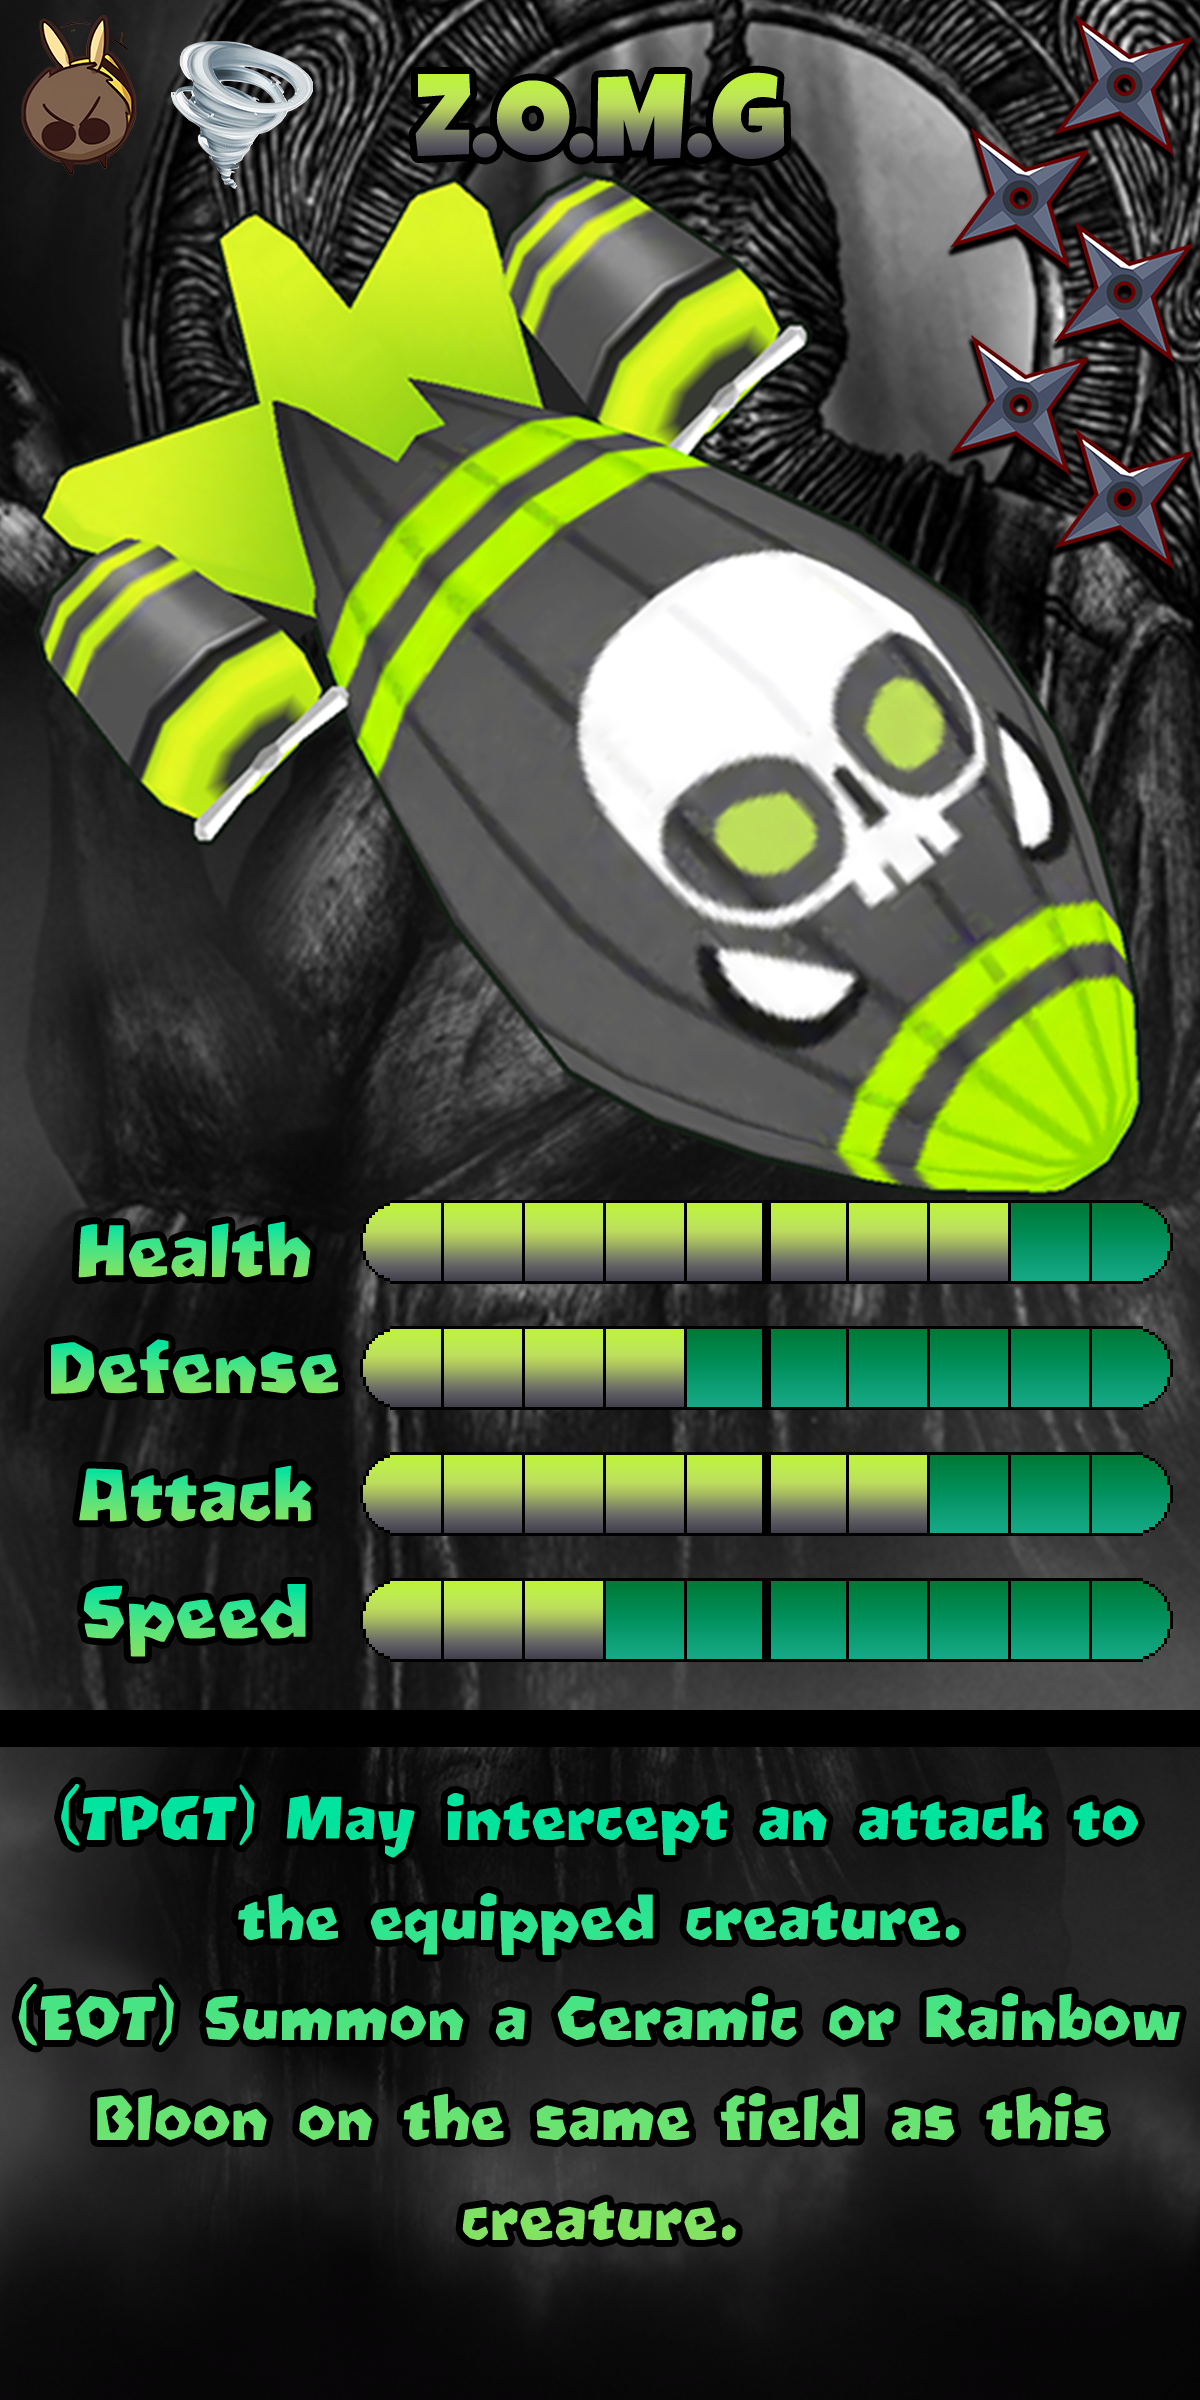 Z.O.M.G
Health
Defense
Attack
Speed
(TPGT) May intercept an attack to
the equipped creature.
(EOT) Summon a Ceramic or Rainbow
Bloon on the same field as this
creature.